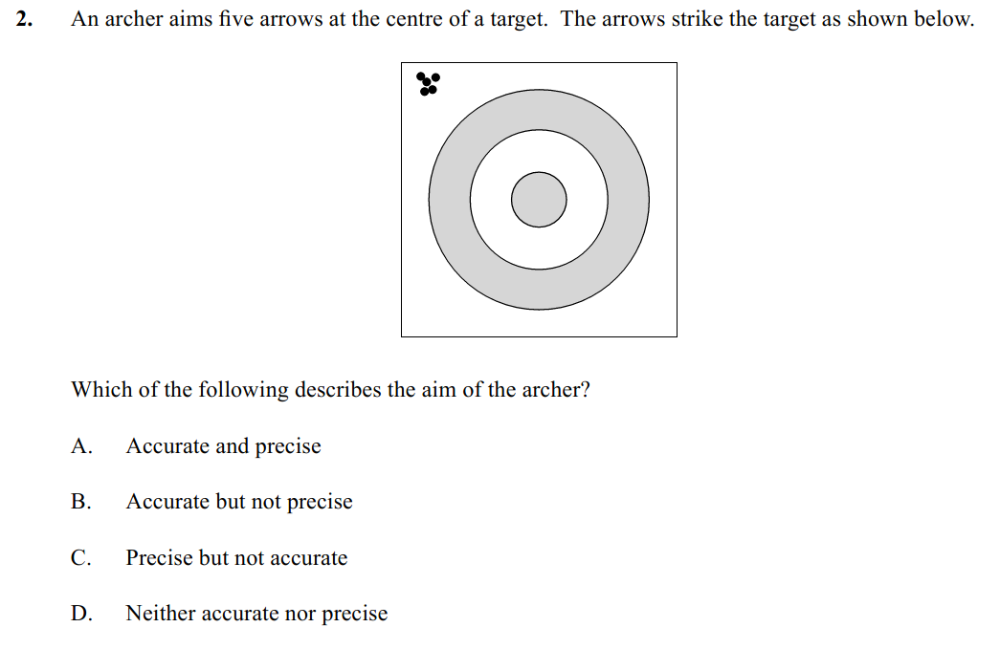 2. An archer aims five arrows at the centre of a target. The arrows strike the target as shown below.
Which of the following describes the aim of the archer?
A. Accurate and precise
B. Accurate but not precise
C. Precise but not accurate
D. Neither accurate nor precise